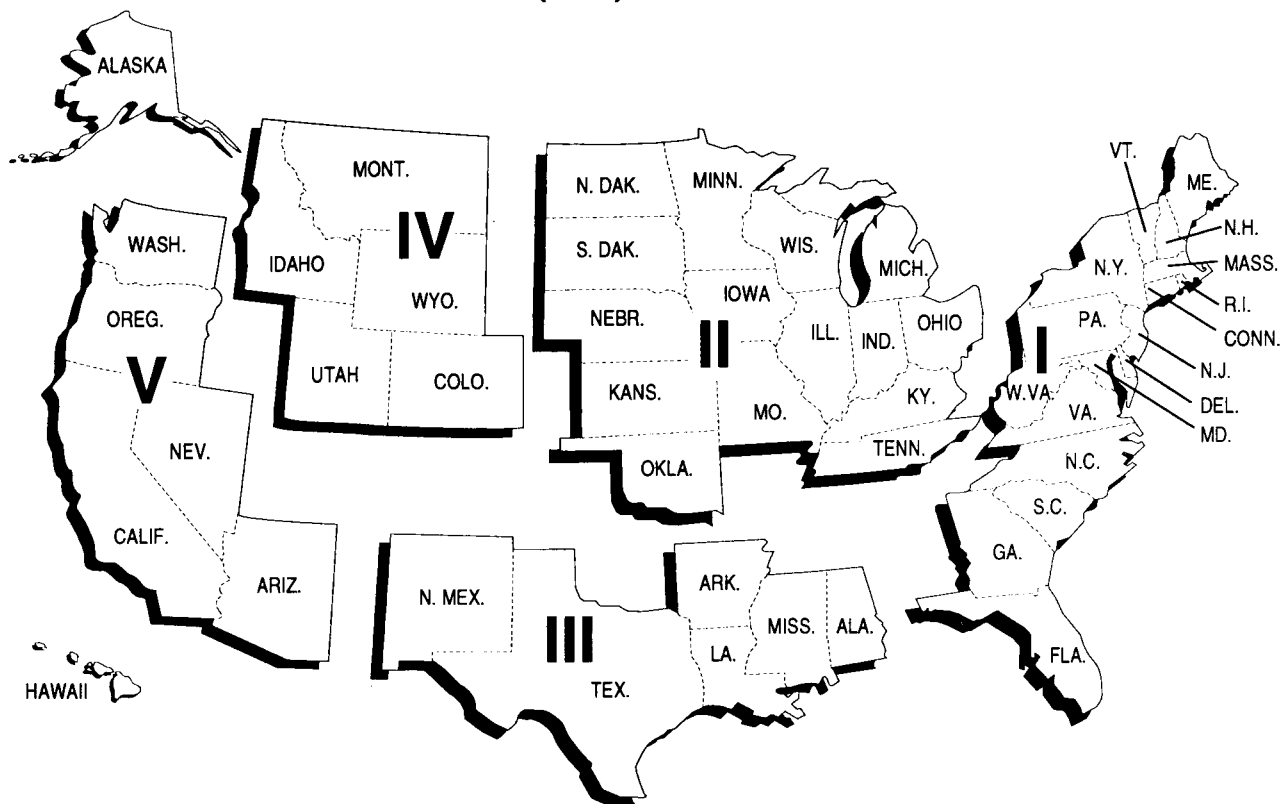 ALASKA
WASH.
OREG.
V
NEV.
CALIF.
ARIZ.
HAWAII
MONT.
IV
IDAHO
WYO.
UTAH
COLO.
N. DAK.
MINN.
S. DAK.
WIS.
MICH.
NEBR.
IOWA
II
ILL.
IND.
OHIO
KANS.
MO.
KY.
OKLA.
TENN.
N. MEX.
III
TEX.
ARK.
LA.
MISS.
ALA.
VT.
ME.
N.H.
MASS.
N.Y.
R.I.
CONN.
PA.
I
N.J.
DEL.
MD.
W.VA.
VA.
N.C.
S.C.
GA.
FLA.